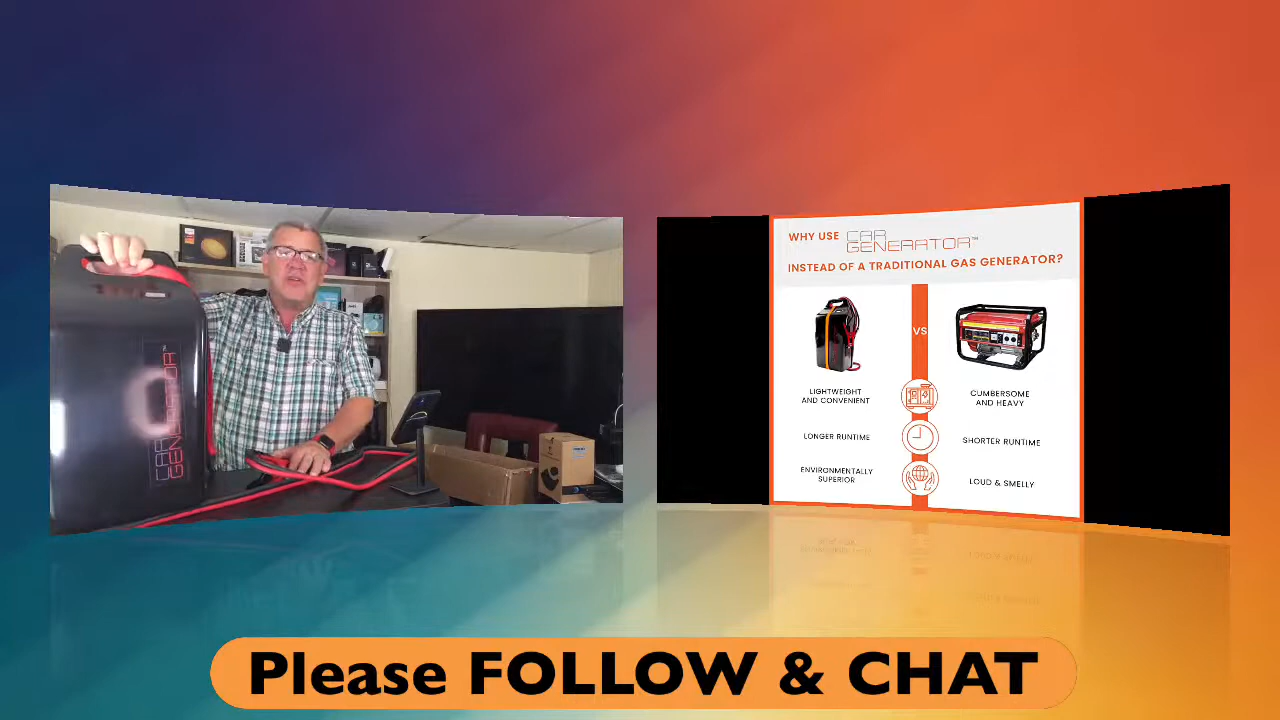 CAR
GENERATOR™
WHY USE CAR
GENERATOR™
INSTEAD OF A TRADITIONAL GAS GENERATOR?
VS
LIGHTWEIGHT
AND CONVENIENT
CUMBERSOME
AND HEAVY
LONGER RUNTIME
SHORTER RUNTIME
ENVIRONMENTALLY
SUPERIOR
LOUD & SMELLY
Please FOLLOW & CHAT